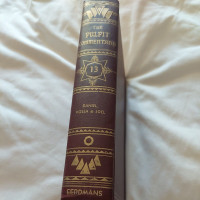 THE
PULPIT
COMMENTARY
13
DANIEL,
HOSEA & JOEL
EERDMANS